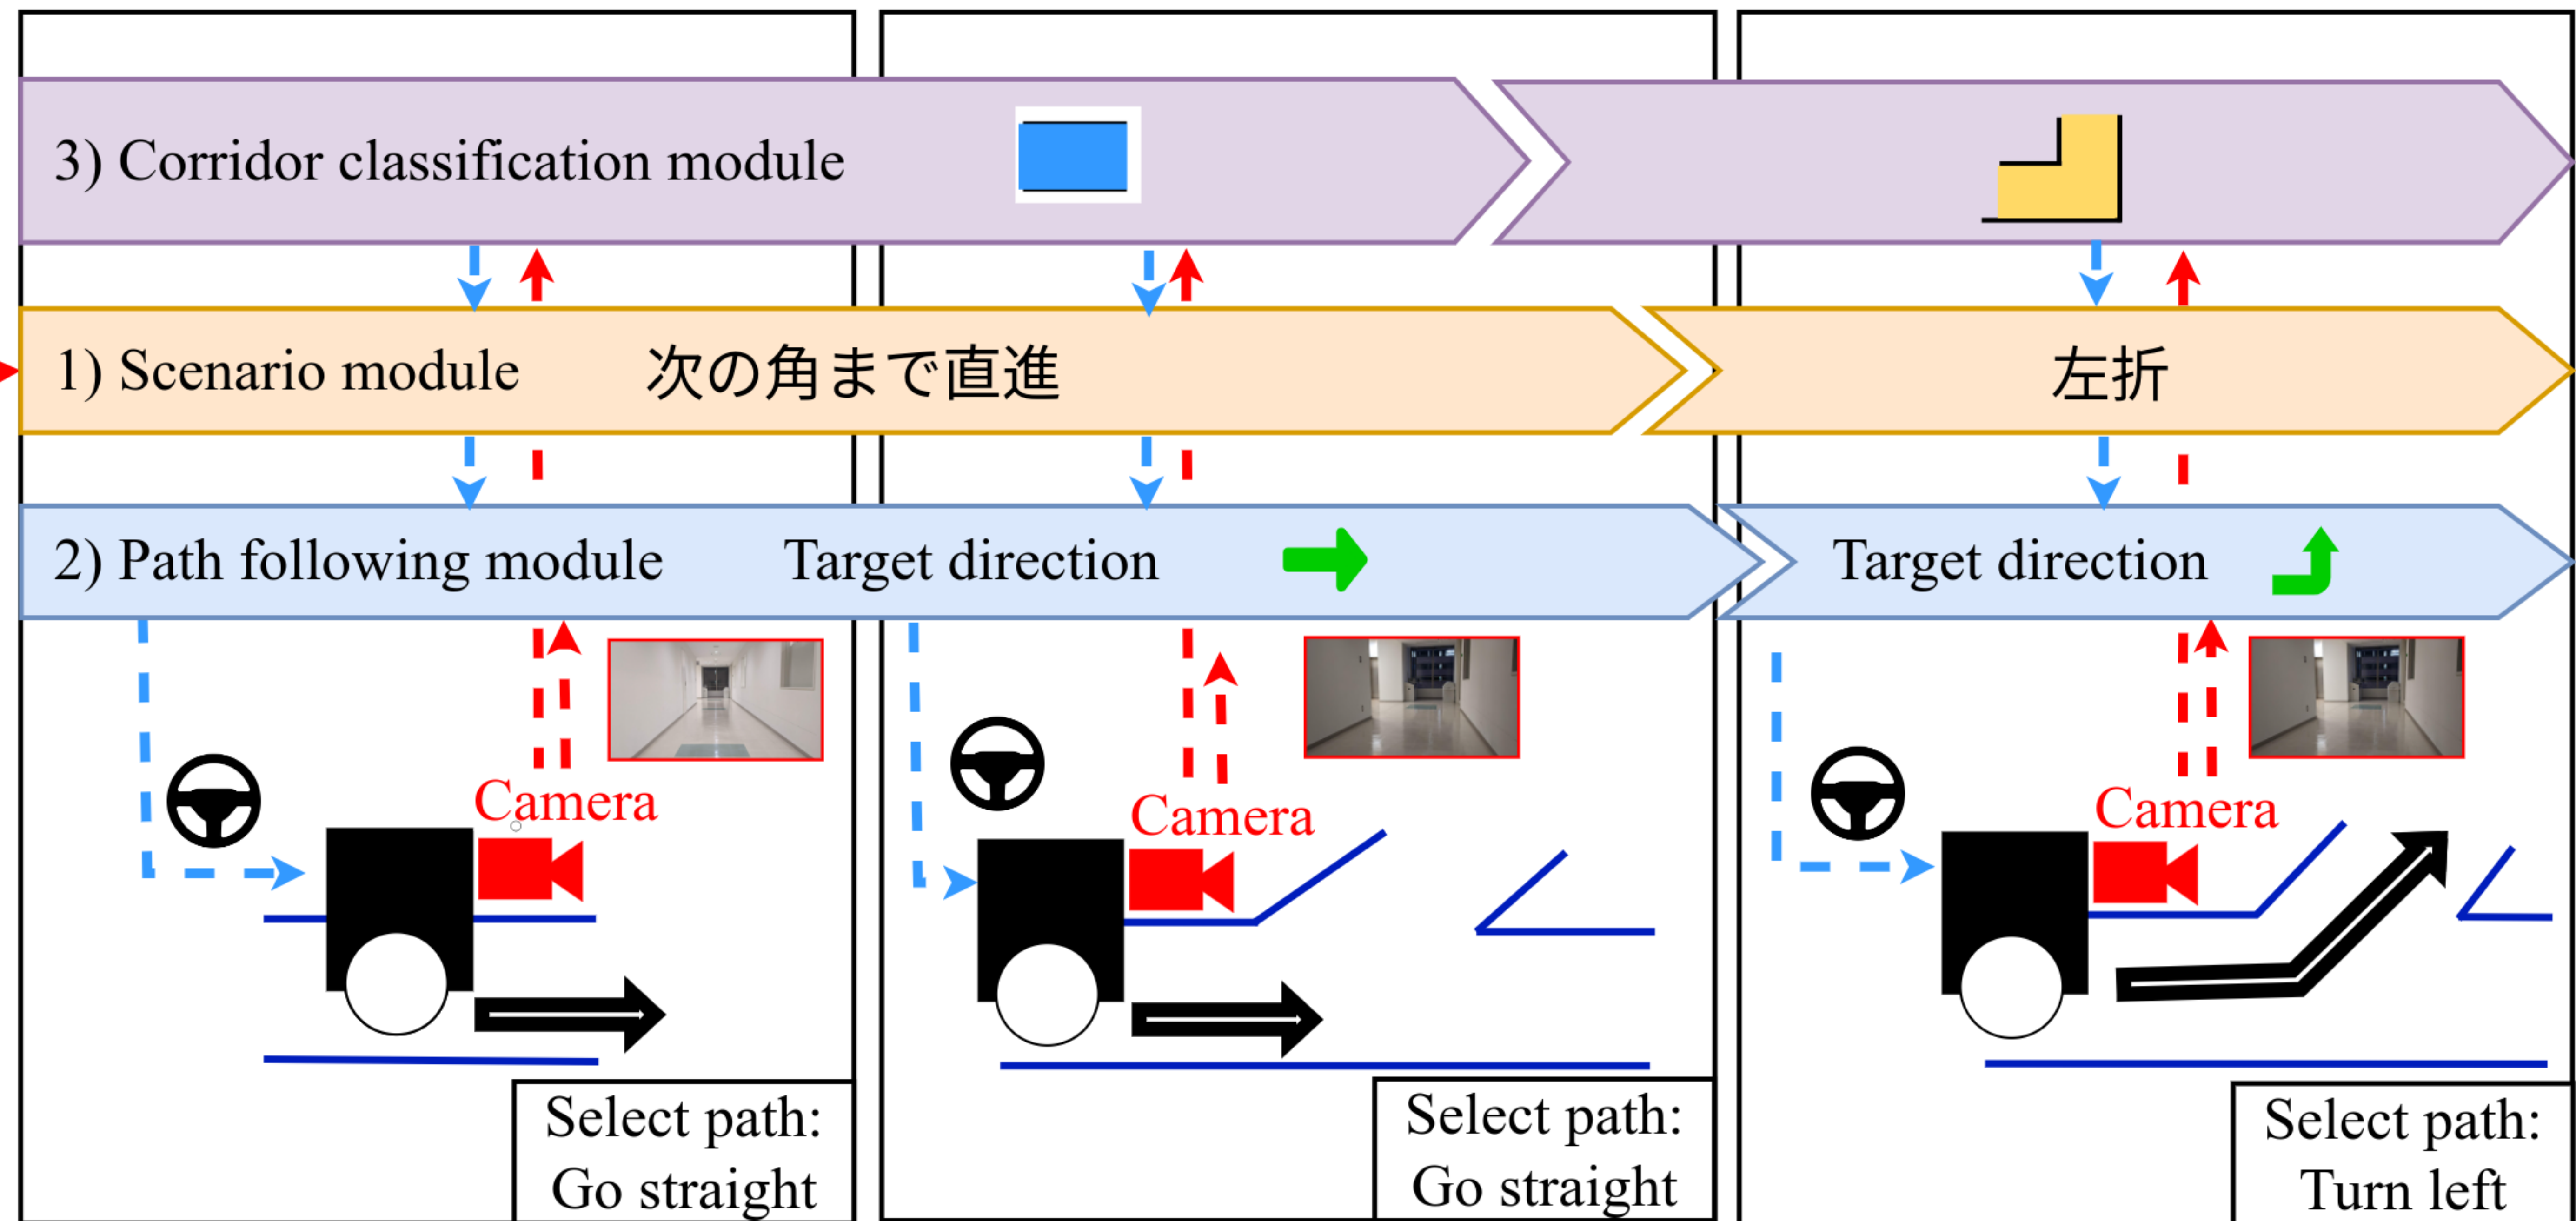 3) Corridor classification module
1) Scenario module
次の角まで直進
左折
2) Path following module
Target direction
Target direction
Camera
Camera
Camera
Select path:
Go straight
Select path:
Go straight
Select path:
Turn left